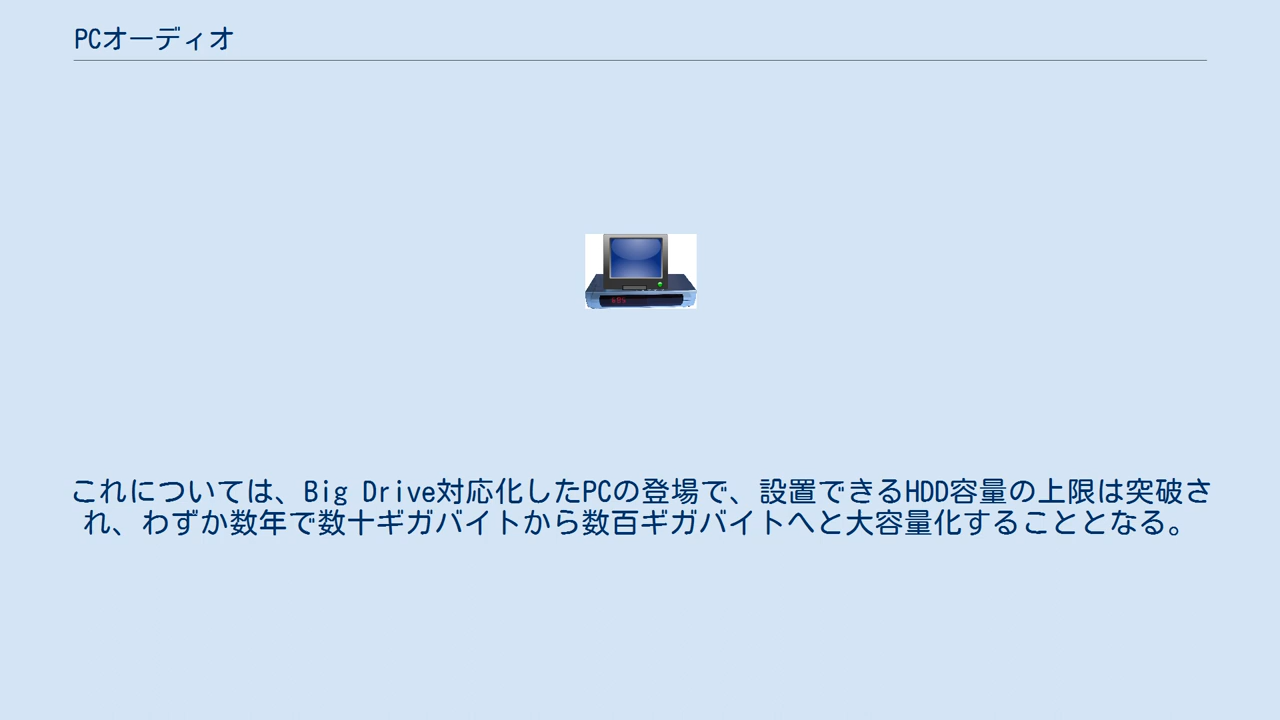 PCオーディオ
これについては、Big Drive対応化したPCの登場で、設置できるHDD容量の上限は突破さ
れ、わずか数年で数十ギガバイトから数百ギガバイトへと大容量化することとなる。